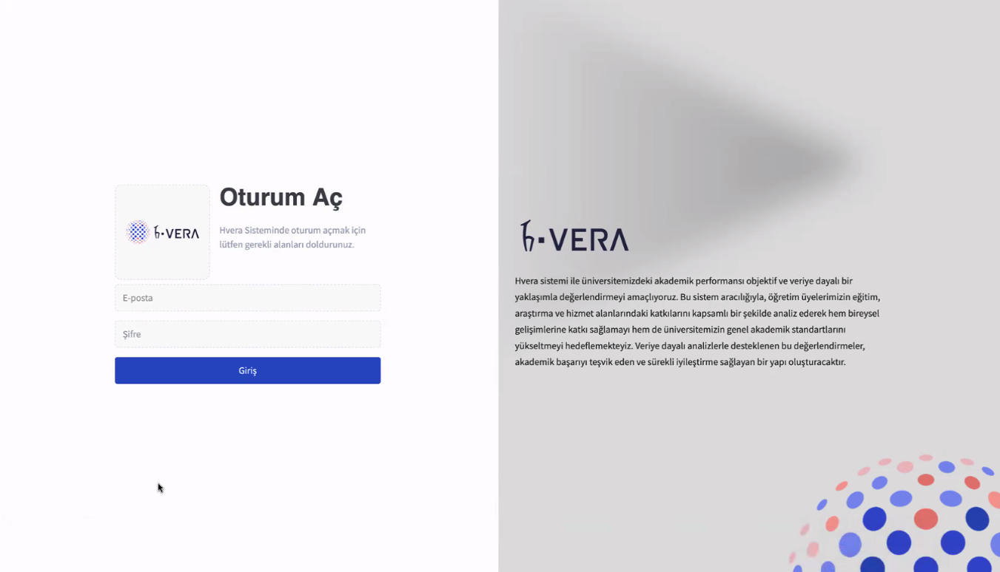 h·VERA
Oturum Aç
Hvera Sisteminde oturum açmak için
lütfen gerekli alanları doldurunuz.
E-posta
Şifre
Giriş
h·VERA
Hvera sistemi ile üniversitemizdeki akademik performansı objektif ve veriye dayalı bir
yaklaşımla değerlendirmeyi amaçlıyoruz. Bu sistem aracılığıyla, öğretim üyelerimizin eğitim,
araştırma ve hizmet alanlarındaki katkılarını kapsamlı bir şekilde analiz ederek hem bireysel
gelişimlerine katkı sağlamayı hem de üniversitemizin genel akademik standartlarını
yükseltmeyi hedeflemekteyiz. Veriye dayalı analizlerle desteklenen bu değerlendirmeler,
akademik başarıyı teşvik eden ve sürekli iyileştirme sağlayan bir yapı oluşturacaktır.